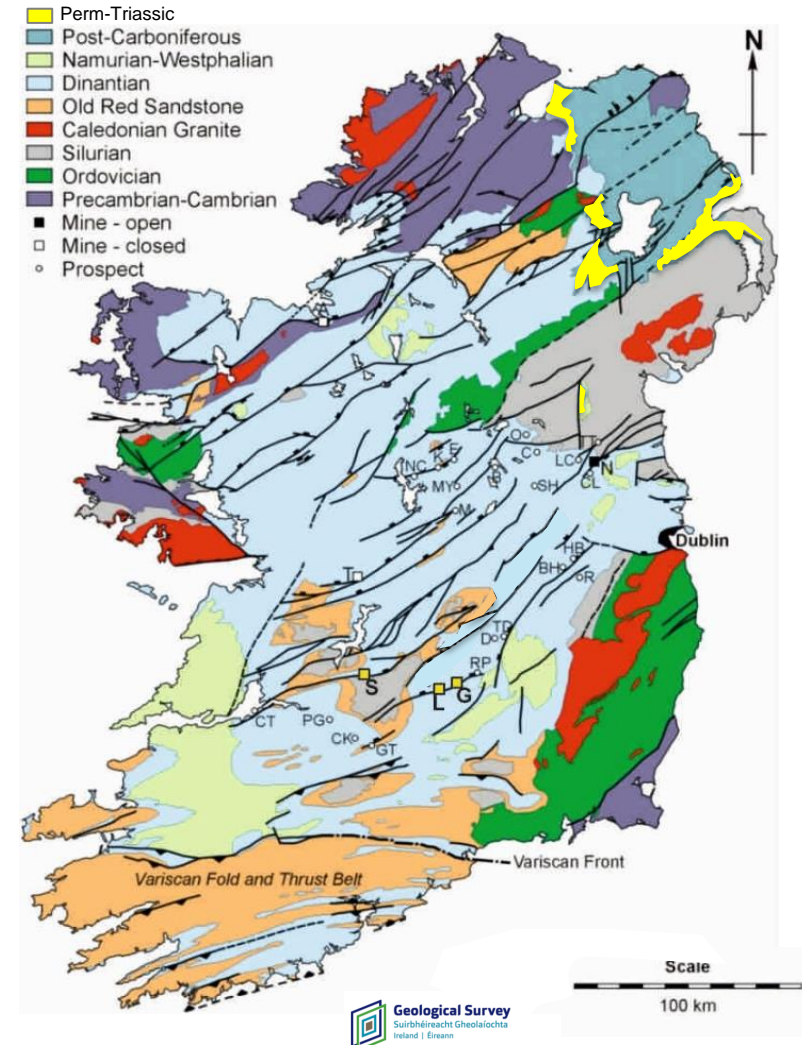 Perm-Triassic
Post-Carboniferous
Namurian-Westphalian
Dinantian
Old Red Sandstone
Caledonian Granite
Silurian
Ordovician
Precambrian-Cambrian
Mine - open
Mine - closed
Prospect
N
O
C
LC
N
CL
E
K
NC
MY
SH
M
Dublin
HB
BH
R
T
TD
D
RP
S
L
G
CT
PG
CK
GT
Variscan Front
Variscan Fold and Thrust Belt
Scale
100 km
Geological Survey
Suirbhéireacht Gheolaíochta
Ireland | Éireann